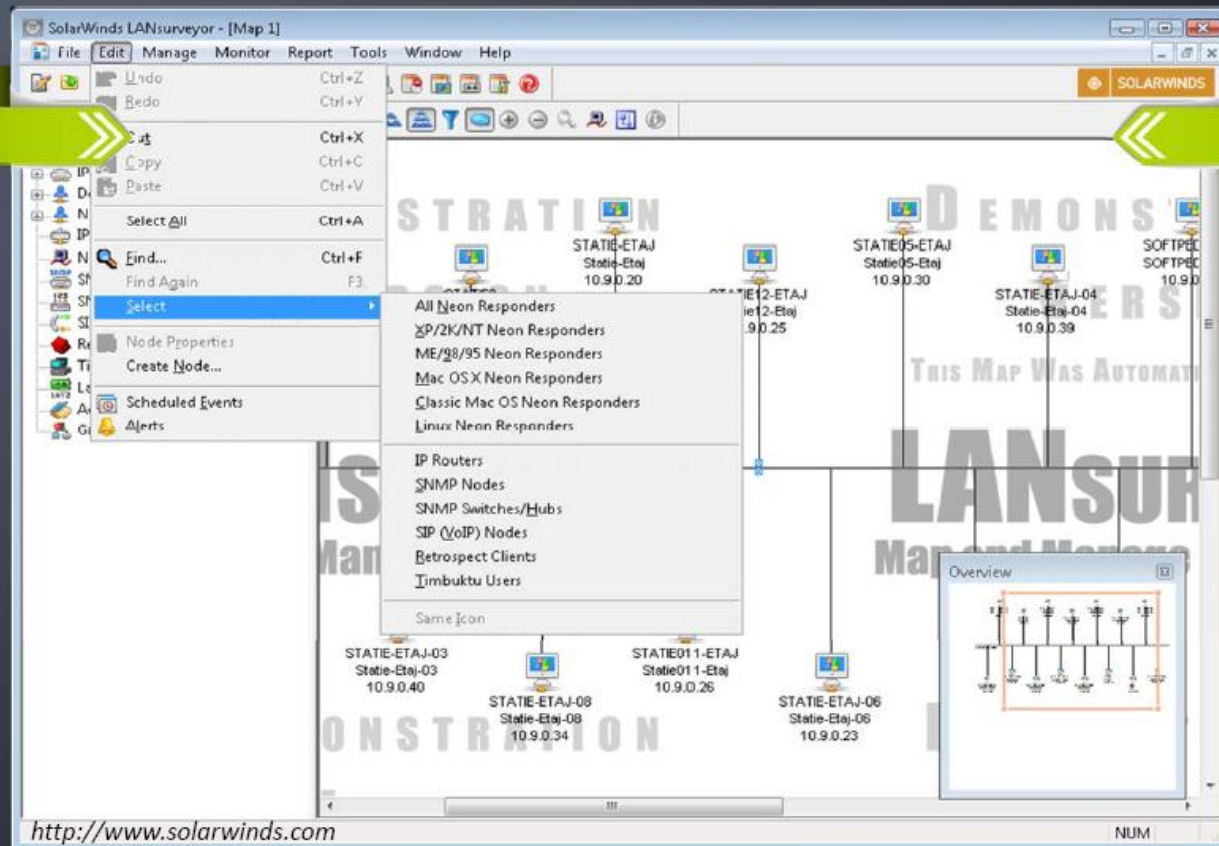 SolarWinds LANsurveyor - [Map 1]
File Edit Manage Monitor Report Tools Window Help
SOLARWINDS
Undo Ctrl+Z
Redo Ctrl+Y
Cut Ctrl+X
Copy Ctrl+C
Paste Ctrl+V
Select All Ctrl+A
Find... Ctrl+F
Find Again F3
Select
Node Properties
Create Node...
Scheduled Events
Alerts
All Neon Responders
XP/2K/NT Neon Responders
ME/98/95 Neon Responders
Mac OS X Neon Responders
Classic Mac OS Neon Responders
Linux Neon Responders
IP Routers
SNMP Nodes
SNMP Switches/Hubs
SIP (VoIP) Nodes
Retrospect Clients
Timbuktu Users
Same Icon
STATIE-ETAJ
Statie-Etaj
10.9.0.20
STATIE05-ETAJ
Statie05-Etaj
10.9.0.30
STATIE-ETAJ-04
Statie-Etaj-04
10.9.0.39
THIS MAP WAS AUTOMATI
LANSUR
Map and Manage
Overview
STATIE-ETAJ-03
Statie-Etaj-03
10.9.0.40
STATIE-ETAJ-08
Statie-Etaj-08
10.9.0.34
STATIE011-ETAJ
Statie011-Etaj
10.9.0.26
STATIE-ETAJ-06
Statie-Etaj-06
10.9.0.23
http://www.solarwinds.com
NUM